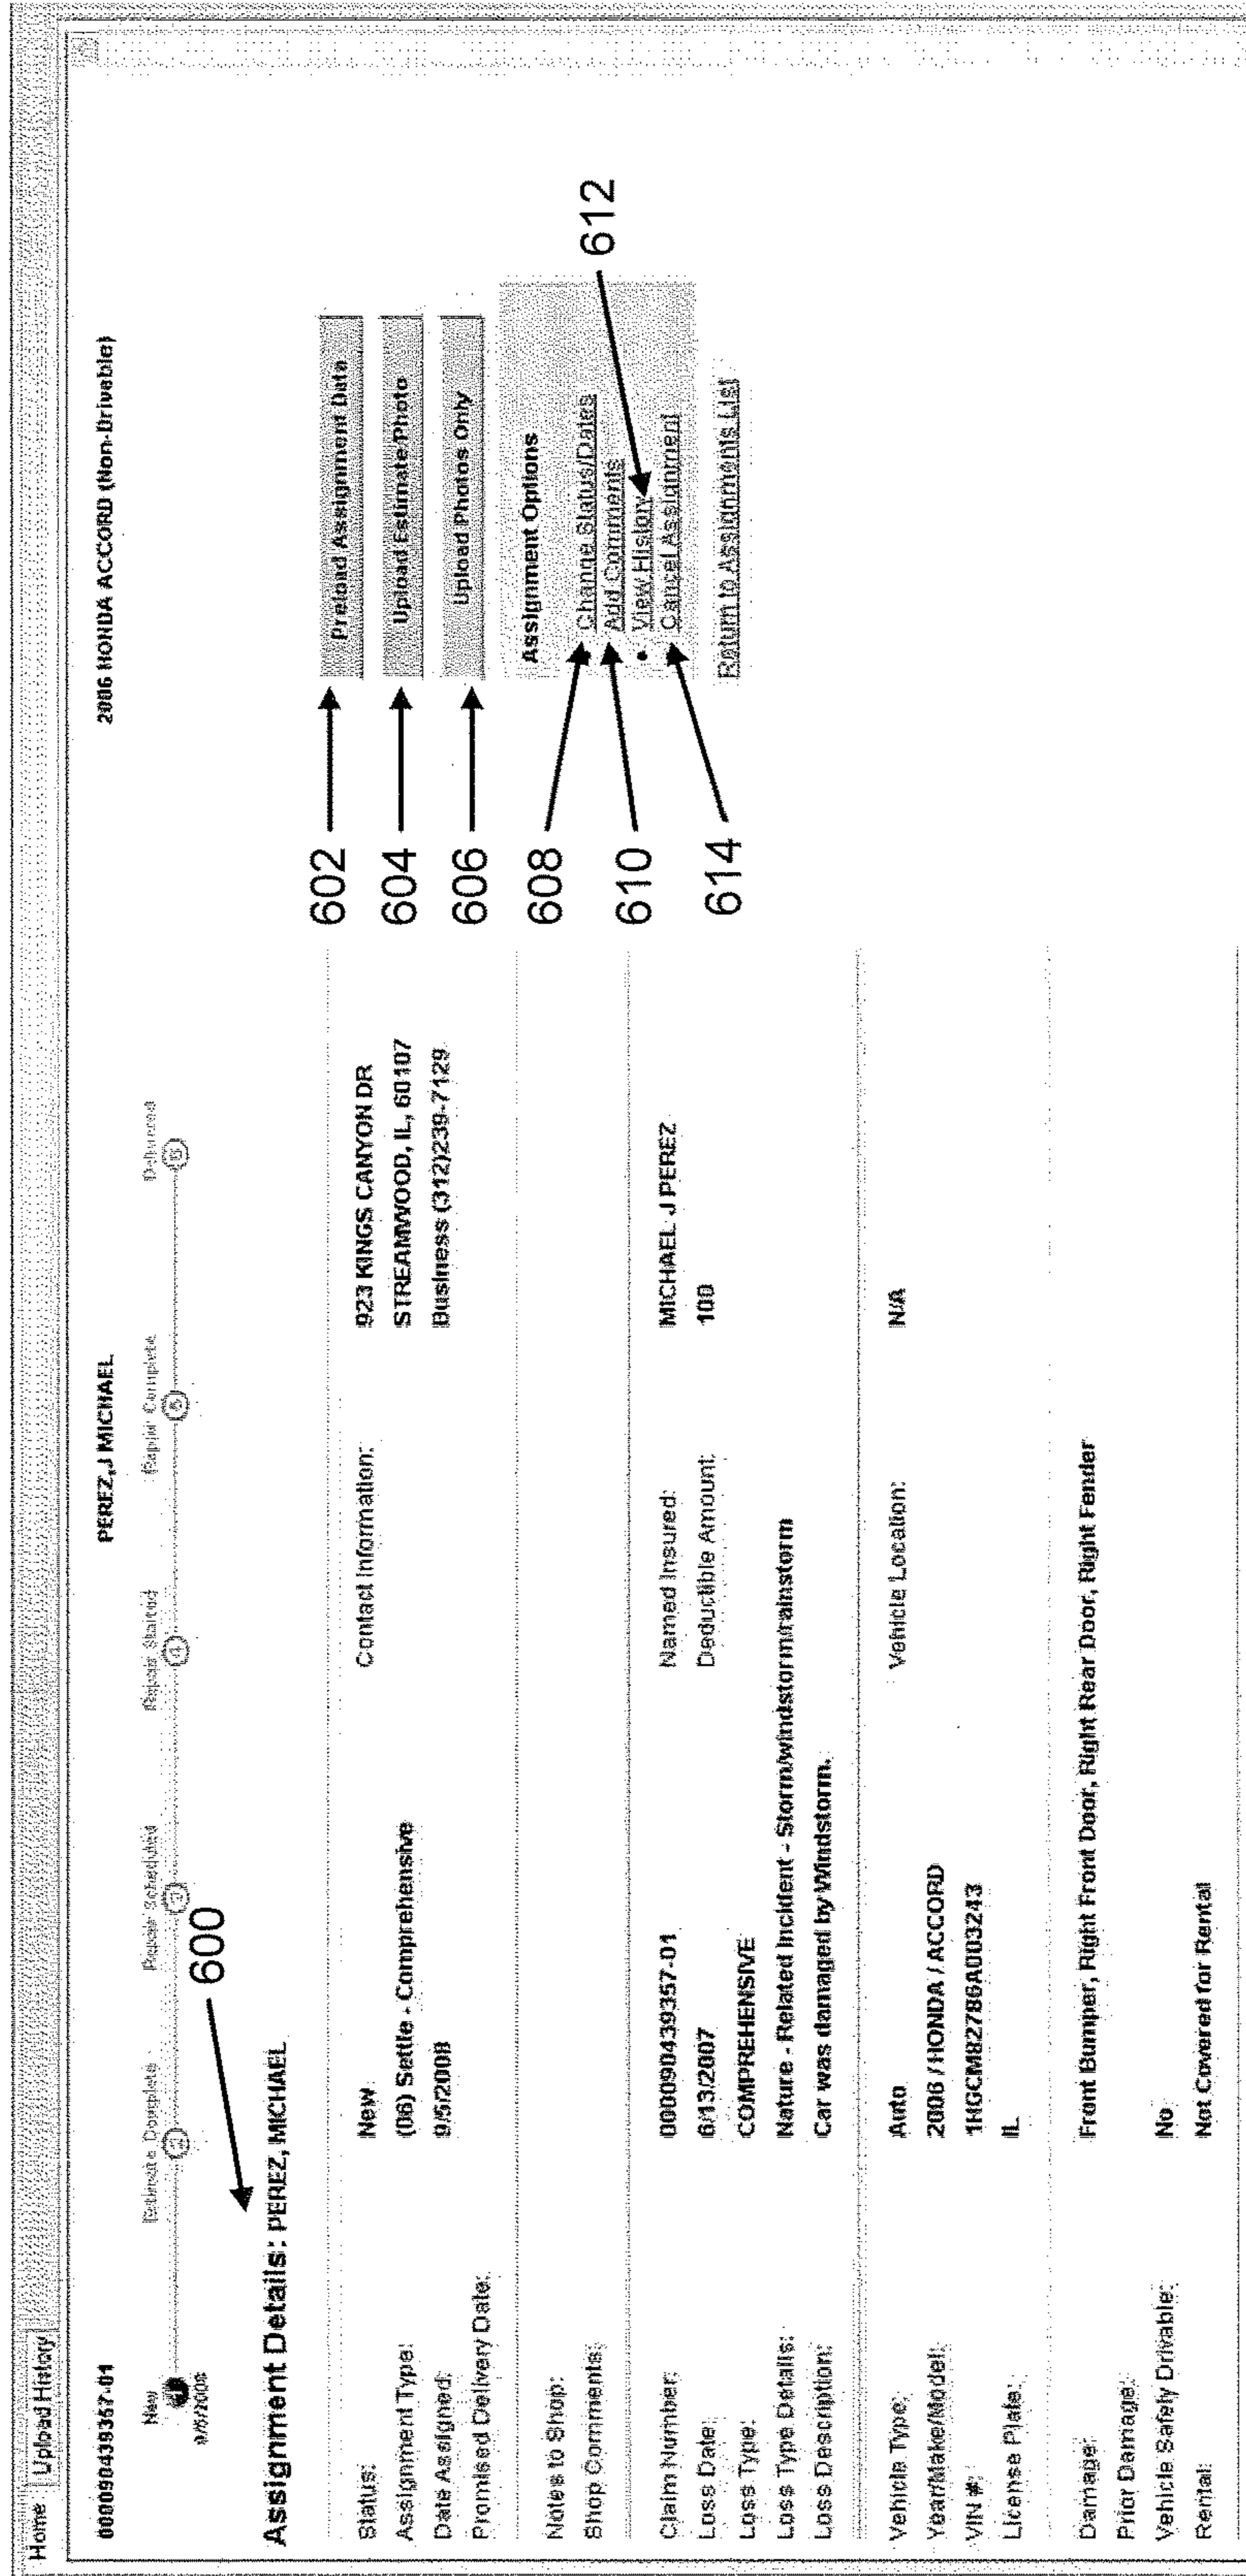 Home Upload History
000090439357-01 PEREZ,J MICHAEL 2006 HONDA ACCORD (Non-Drivable)
New Estimate Complete Repair Scheduled Repair Started Repair Complete Delivered
9/5/2008
600
Assignment Details: PEREZ, MICHAEL
Status: New Contact Information: 923 KINGS CANYON DR
Assignment Type: (06) Settle - Comprehensive STREAMWOOD, IL, 60107
Date Assigned: 9/5/2008 Business (312)239-7129
Promised Delivery Date:
Notes to Shop:
Shop Comments:
Claim Number: 000090439357-01 Named Insured: MICHAEL J PEREZ
Loss Date: 6/13/2007 Deductible Amount: 100
Loss Type: COMPREHENSIVE
Loss Type Details: Nature - Related Incident - Storm/windstorm/rainstorm
Loss Description: Car was damaged by Windstorm.
Vehicle Type: Auto Vehicle Location: N/A
Year/Make/Model: 2006 / HONDA / ACCORD
VIN #: 1HGCM82786A003243
License Plate: IL
Damage: Front Bumper, Right Front Door, Right Rear Door, Right Fender
Prior Damage:
Vehicle Safely Drivable: No
Rental: Not Covered for Rental
602 Preload Assignment Data
604 Upload Estimate/Photo
606 Upload Photos Only
Assignment Options
608 • Change Status/Dates
610 Add Comments
• View History 612
614 Cancel Assignment
Return to Assignments List